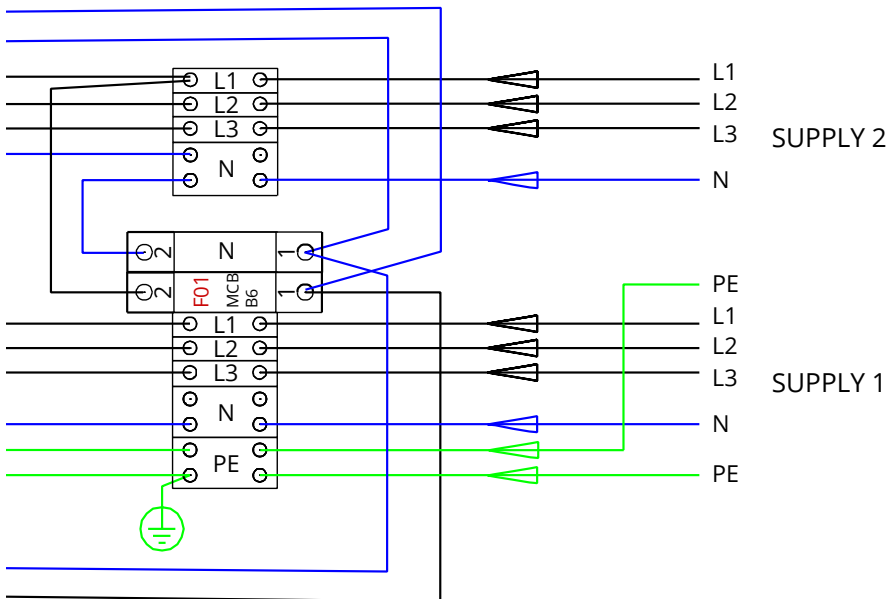 L1 L1
L2 L2
L3 L3
SUPPLY 2
N N
2 N 1
2 F01 MCB B6 1
PE
L1 L1
L2 L2
L3 L3
SUPPLY 1
N N
PE PE